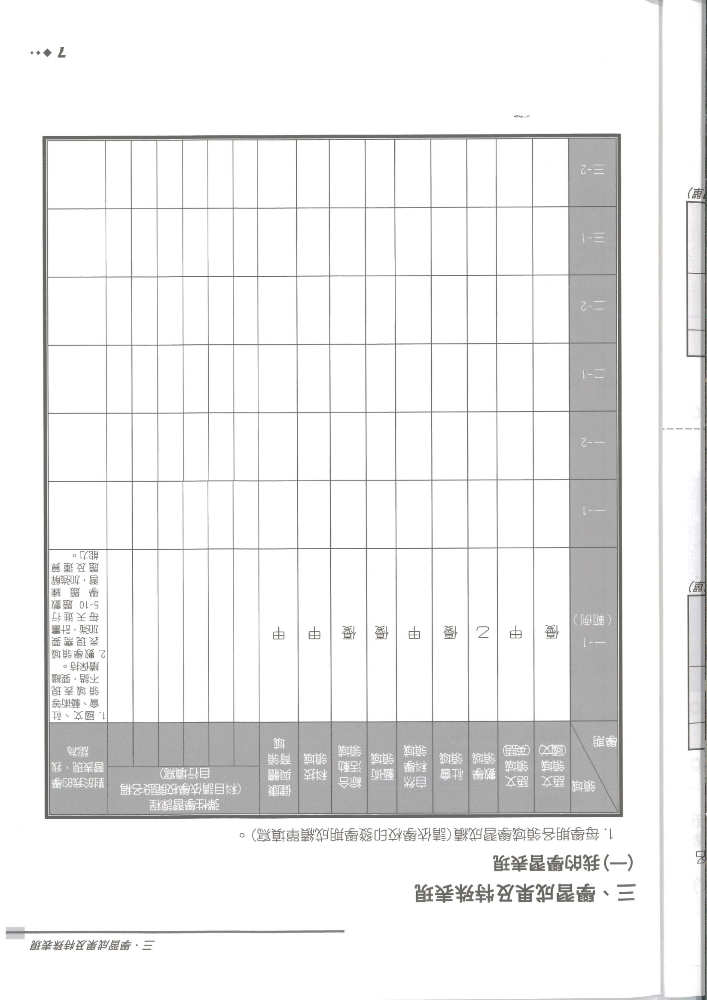 三、學習成果及特殊表現
三、學習成果及特殊表現
(一)我的學習表現
1. 每學期各領域學習成績(請依學校印發學期成績單填寫)。
領域
學期
語文
領域
(國文)
語文
領域
(英語)
數學
領域
社會
領域
自然
科學
領域
藝術
領域
綜合
活動
領域
科技
領域
健康
與體
育領
域
彈性學習課程
(科目請依學校開設名稱
自行填寫)
對於我的學
習表現,我
認為
一-1
(範例)
優
甲
乙
優
甲
優
優
甲
甲
1. 國文、社
會、藝術等
領域表現
不錯,要繼
續保持。
2. 數學領域
表現需要
加強,計畫
每天進行
5-10 題數
學題練
習,加強解
題及運算
能力。
一-1
一-2
二-1
二-2
三-1
三-2
7
單)
單)